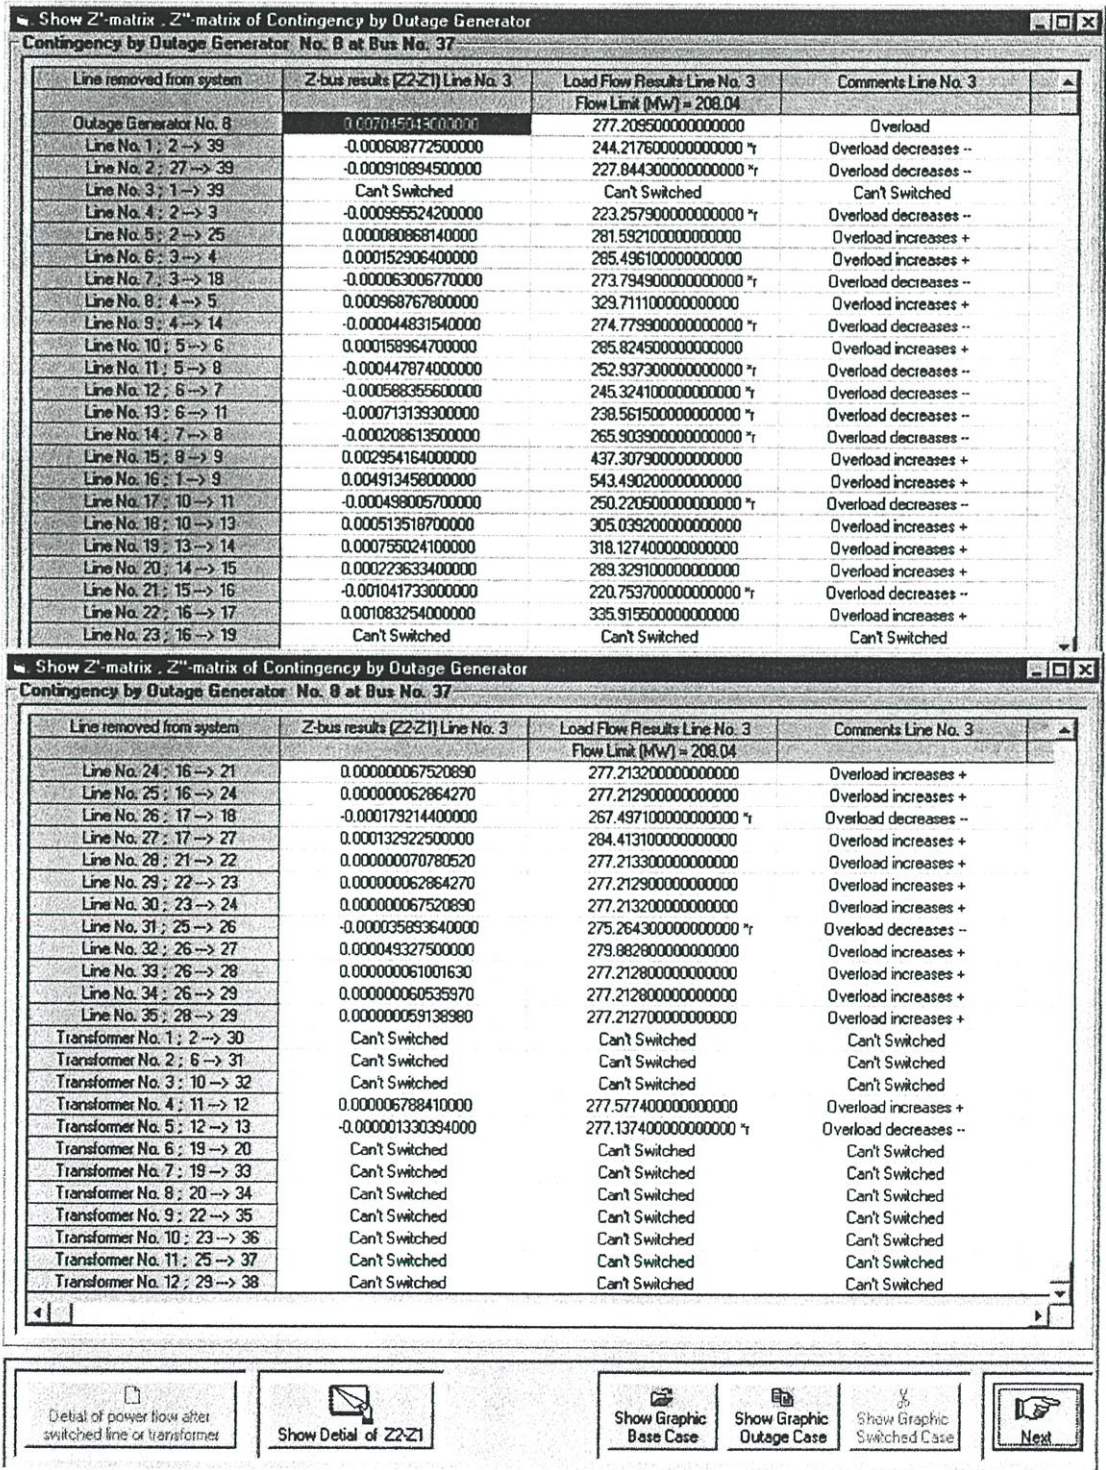 Show Z'-matrix , Z''-matrix of Contingency by Outage Generator
Contingency by Outage Generator No. 8 at Bus No. 37
Line removed from system Z-bus results (Z2-Z1) Line No. 3 Load Flow Results Line No. 3 Comments Line No. 3
Flow Limit (MW) = 208.04
Outage Generator No. 8 0.007045048000000 277.209500000000000 Overload
Line No. 1 ; 2 --> 39 -0.000608772500000 244.217600000000000 *r Overload decreases --
Line No. 2 ; 27 --> 39 -0.000910894500000 227.844300000000000 *r Overload decreases --
Line No. 3 ; 1 --> 39 Can't Switched Can't Switched Can't Switched
Line No. 4 ; 2 --> 3 -0.000995524200000 223.257900000000000 *r Overload decreases --
Line No. 5 ; 2 --> 25 0.000080868140000 281.592100000000000 Overload increases +
Line No. 6 ; 3 --> 4 0.000152906400000 285.496100000000000 Overload increases +
Line No. 7 ; 3 --> 18 -0.000063006770000 273.794900000000000 *r Overload decreases --
Line No. 8 ; 4 --> 5 0.000968767800000 329.711100000000000 Overload increases +
Line No. 9 ; 4 --> 14 -0.000044831540000 274.779900000000000 *r Overload decreases --
Line No. 10 ; 5 --> 6 0.000158964700000 285.824500000000000 Overload increases +
Line No. 11 ; 5 --> 8 -0.000447874000000 252.937300000000000 *r Overload decreases --
Line No. 12 ; 6 --> 7 -0.000588355600000 245.324100000000000 *r Overload decreases --
Line No. 13 ; 6 --> 11 -0.000713139300000 238.561500000000000 *r Overload decreases --
Line No. 14 ; 7 --> 8 -0.000208613500000 265.903900000000000 *r Overload decreases --
Line No. 15 ; 8 --> 9 0.002954164000000 437.307900000000000 Overload increases +
Line No. 16 ; 1 --> 9 0.004913458000000 543.490200000000000 Overload increases +
Line No. 17 ; 10 --> 11 -0.000498005700000 250.220500000000000 *r Overload decreases --
Line No. 18 ; 10 --> 13 0.000513518700000 305.039200000000000 Overload increases +
Line No. 19 ; 13 --> 14 0.000755024100000 318.127400000000000 Overload increases +
Line No. 20 ; 14 --> 15 0.000223633400000 289.329100000000000 Overload increases +
Line No. 21 ; 15 --> 16 -0.001041733000000 220.753700000000000 *r Overload decreases --
Line No. 22 ; 16 --> 17 0.001083254000000 335.915500000000000 Overload increases +
Line No. 23 ; 16 --> 19 Can't Switched Can't Switched Can't Switched
Show Z'-matrix , Z''-matrix of Contingency by Outage Generator
Contingency by Outage Generator No. 8 at Bus No. 37
Line removed from system Z-bus results (Z2-Z1) Line No. 3 Load Flow Results Line No. 3 Comments Line No. 3
Flow Limit (MW) = 208.04
Line No. 24 ; 16 --> 21 0.000000067520890 277.213200000000000 Overload increases +
Line No. 25 ; 16 --> 24 0.000000062864270 277.212900000000000 Overload increases +
Line No. 26 ; 17 --> 18 -0.000179214400000 267.497100000000000 *r Overload decreases --
Line No. 27 ; 17 --> 27 0.000132922500000 284.413100000000000 Overload increases +
Line No. 28 ; 21 --> 22 0.000000070780520 277.213300000000000 Overload increases +
Line No. 29 ; 22 --> 23 0.000000062864270 277.212900000000000 Overload increases +
Line No. 30 ; 23 --> 24 0.000000067520890 277.213200000000000 Overload increases +
Line No. 31 ; 25 --> 26 -0.000035893640000 275.264300000000000 *r Overload decreases --
Line No. 32 ; 26 --> 27 0.000049327500000 279.882800000000000 Overload increases +
Line No. 33 ; 26 --> 28 0.000000061001630 277.212800000000000 Overload increases +
Line No. 34 ; 26 --> 29 0.000000060535970 277.212800000000000 Overload increases +
Line No. 35 ; 28 --> 29 0.000000059138980 277.212700000000000 Overload increases +
Transformer No. 1 ; 2 --> 30 Can't Switched Can't Switched Can't Switched
Transformer No. 2 ; 6 --> 31 Can't Switched Can't Switched Can't Switched
Transformer No. 3 ; 10 --> 32 Can't Switched Can't Switched Can't Switched
Transformer No. 4 ; 11 --> 12 0.000006788410000 277.577400000000000 Overload increases +
Transformer No. 5 ; 12 --> 13 -0.000001330394000 277.137400000000000 *r Overload decreases --
Transformer No. 6 ; 19 --> 20 Can't Switched Can't Switched Can't Switched
Transformer No. 7 ; 19 --> 33 Can't Switched Can't Switched Can't Switched
Transformer No. 8 ; 20 --> 34 Can't Switched Can't Switched Can't Switched
Transformer No. 9 ; 22 --> 35 Can't Switched Can't Switched Can't Switched
Transformer No. 10 ; 23 --> 36 Can't Switched Can't Switched Can't Switched
Transformer No. 11 ; 25 --> 37 Can't Switched Can't Switched Can't Switched
Transformer No. 12 ; 29 --> 38 Can't Switched Can't Switched Can't Switched
Detial of power flow after
switched line or transformer
Show Detial of Z2-Z1
Show Graphic
Base Case
Show Graphic
Outage Case
Show Graphic
Switched Case
Next